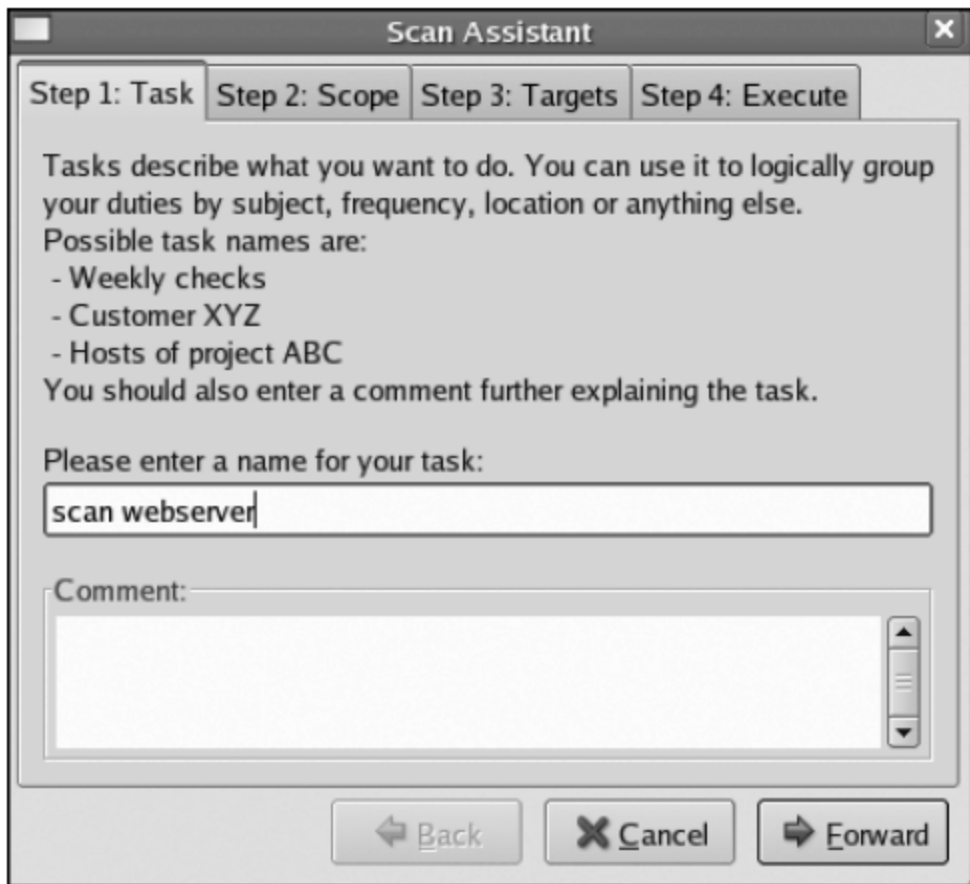 Scan Assistant
Step 1: Task Step 2: Scope Step 3: Targets Step 4: Execute
Tasks describe what you want to do. You can use it to logically group
your duties by subject, frequency, location or anything else.
Possible task names are:
- Weekly checks
- Customer XYZ
- Hosts of project ABC
You should also enter a comment further explaining the task.
Please enter a name for your task:
scan webserver
Comment:
Back Cancel Forward